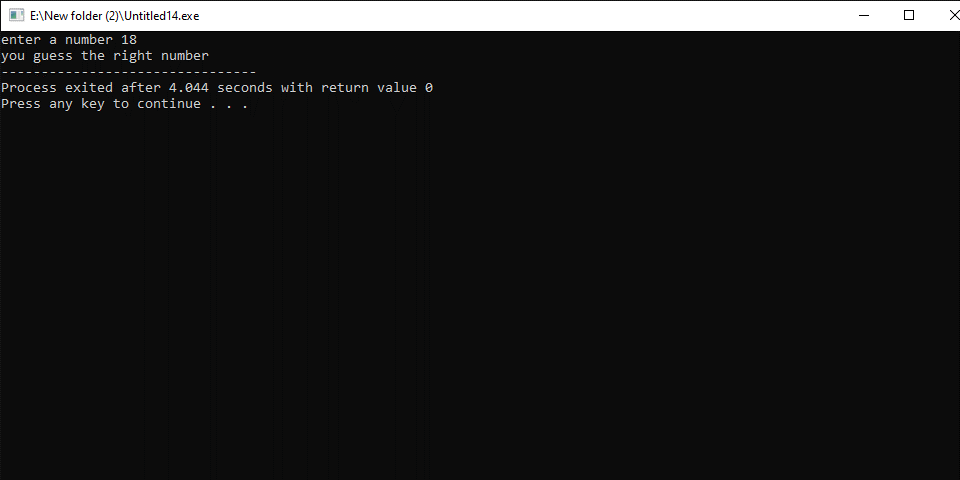 E:\New folder (2)\Untitled14.exe
enter a number 18
you guess the right number
--------------------------------
Process exited after 4.044 seconds with return value 0
Press any key to continue . . .